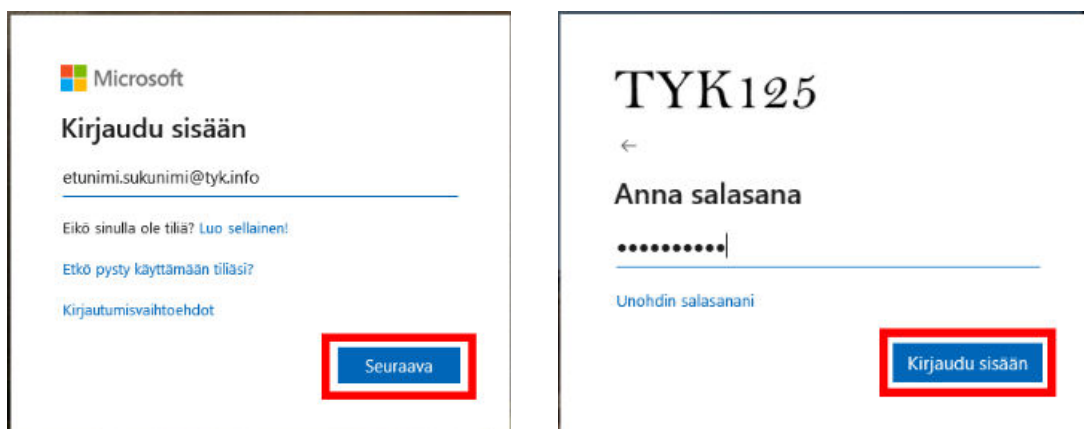 Microsoft
Kirjaudu sisään
etunimi.sukunimi@tyk.info
Eikö sinulla ole tiliä? Luo sellainen!
Etkö pysty käyttämään tiliäsi?
Kirjautumisvaihtoehdot
Seuraava
TYK125
←
Anna salasana
••••••••••
Unohdin salasanani
Kirjaudu sisään